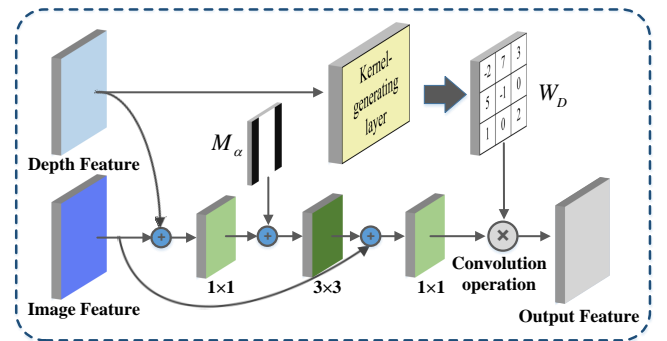 Depth Feature
Kernel-
generating
layer
-2 7 3
5 -1 0
1 0 2
W_D
M_α
+
+
+
×
Image Feature
1×1
3×3
1×1
Convolution
operation
Output Feature